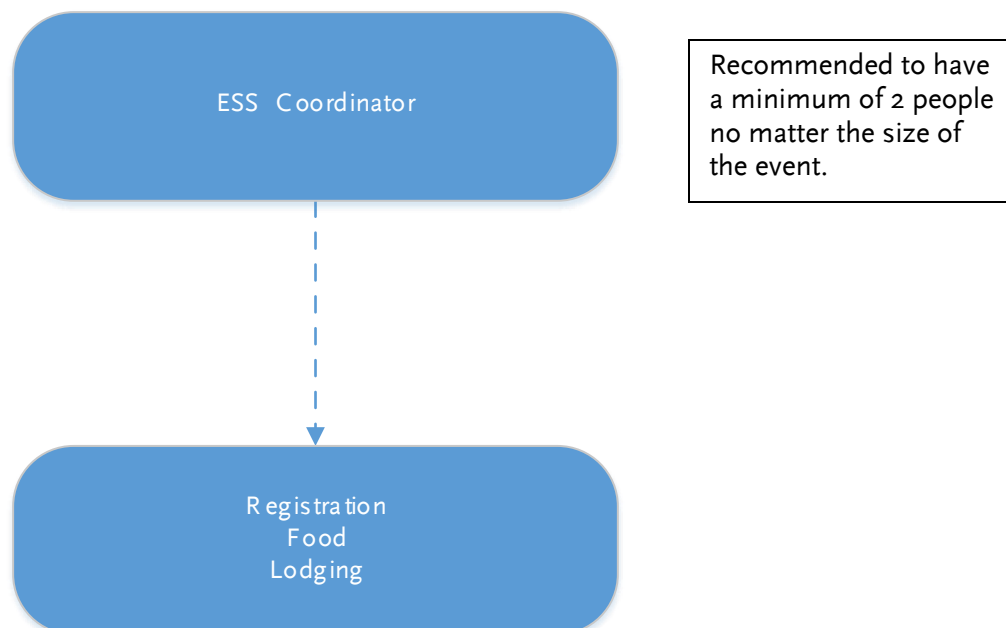 ESS Coordinator
Recommended to have
a minimum of 2 people
no matter the size of
the event.
Registration
Food
Lodging